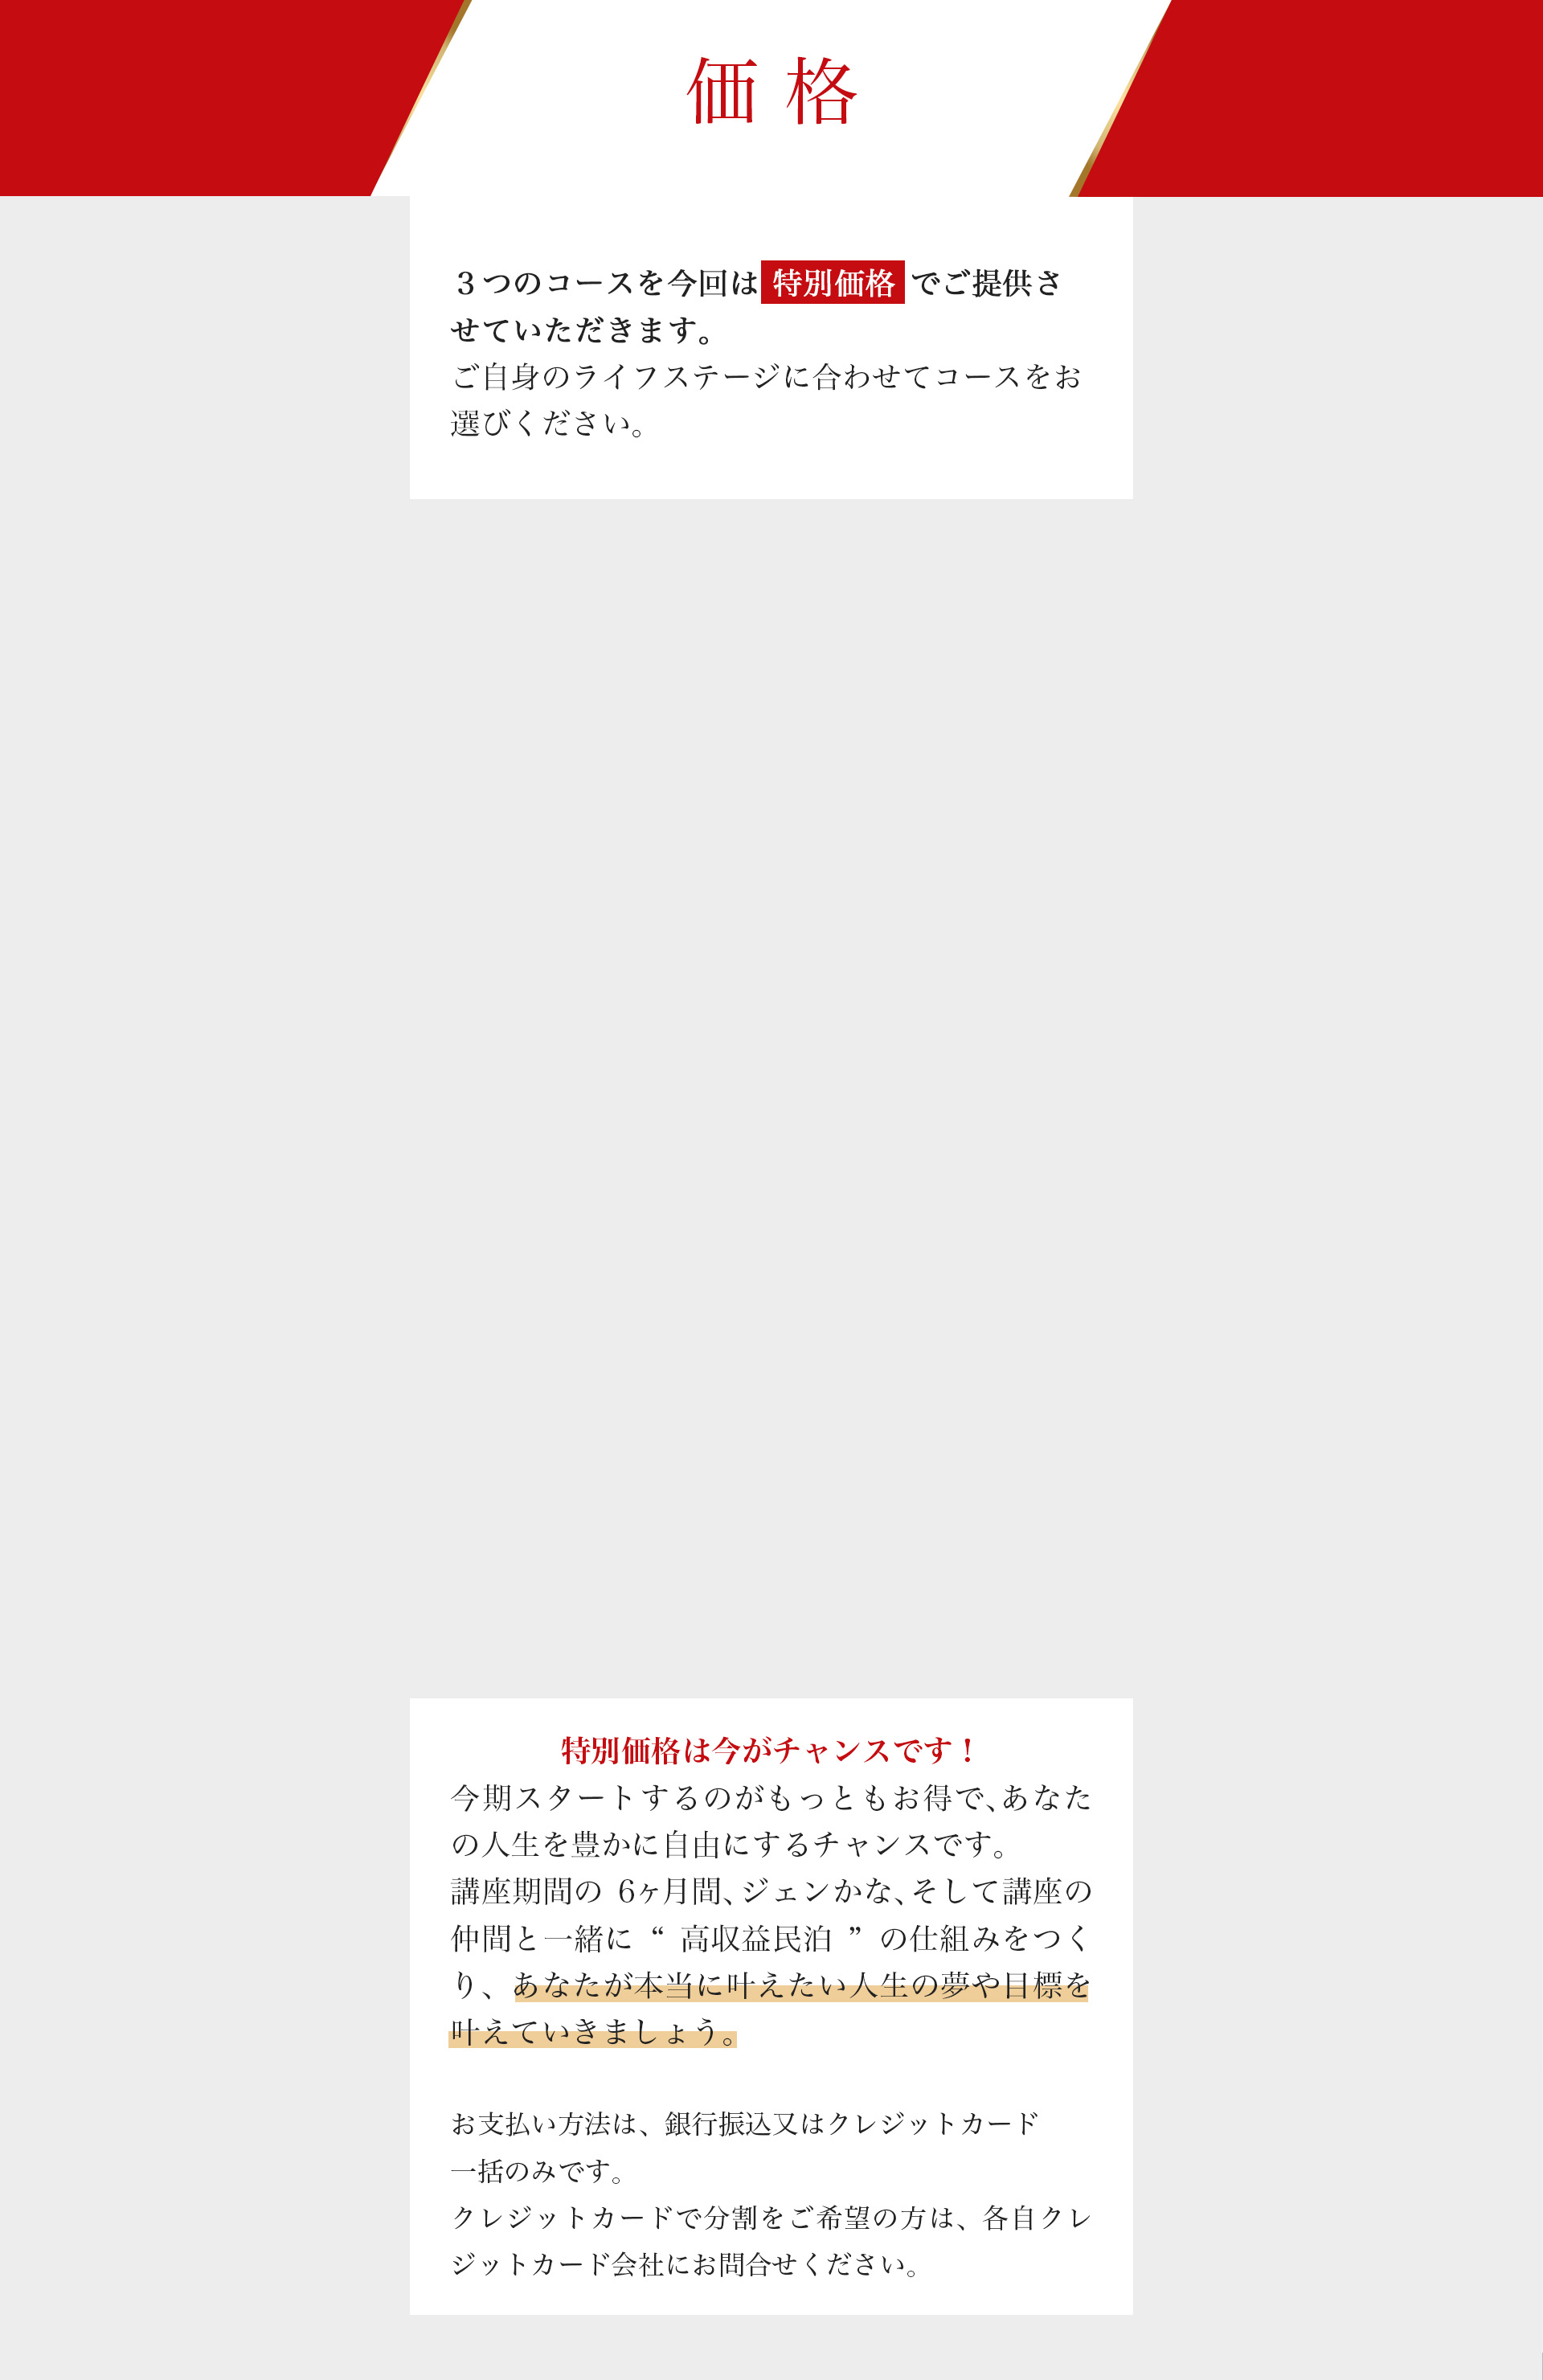 価格
３つのコースを今回は 特別価格 でご提供さ
せていただきます。
ご自身のライフステージに合わせてコースをお
選びください。
特別価格は今がチャンスです！
今期スタートするのがもっともお得で、あなた
の人生を豊かに自由にするチャンスです。
講座期間の 6ヶ月間、ジェンかな、そして講座の
仲間と一緒に “ 高収益民泊 ” の仕組みをつく
り、あなたが本当に叶えたい人生の夢や目標を
叶えていきましょう。
お支払い方法は、銀行振込又はクレジットカード
一括のみです。
クレジットカードで分割をご希望の方は、各自クレ
ジットカード会社にお問合せください。